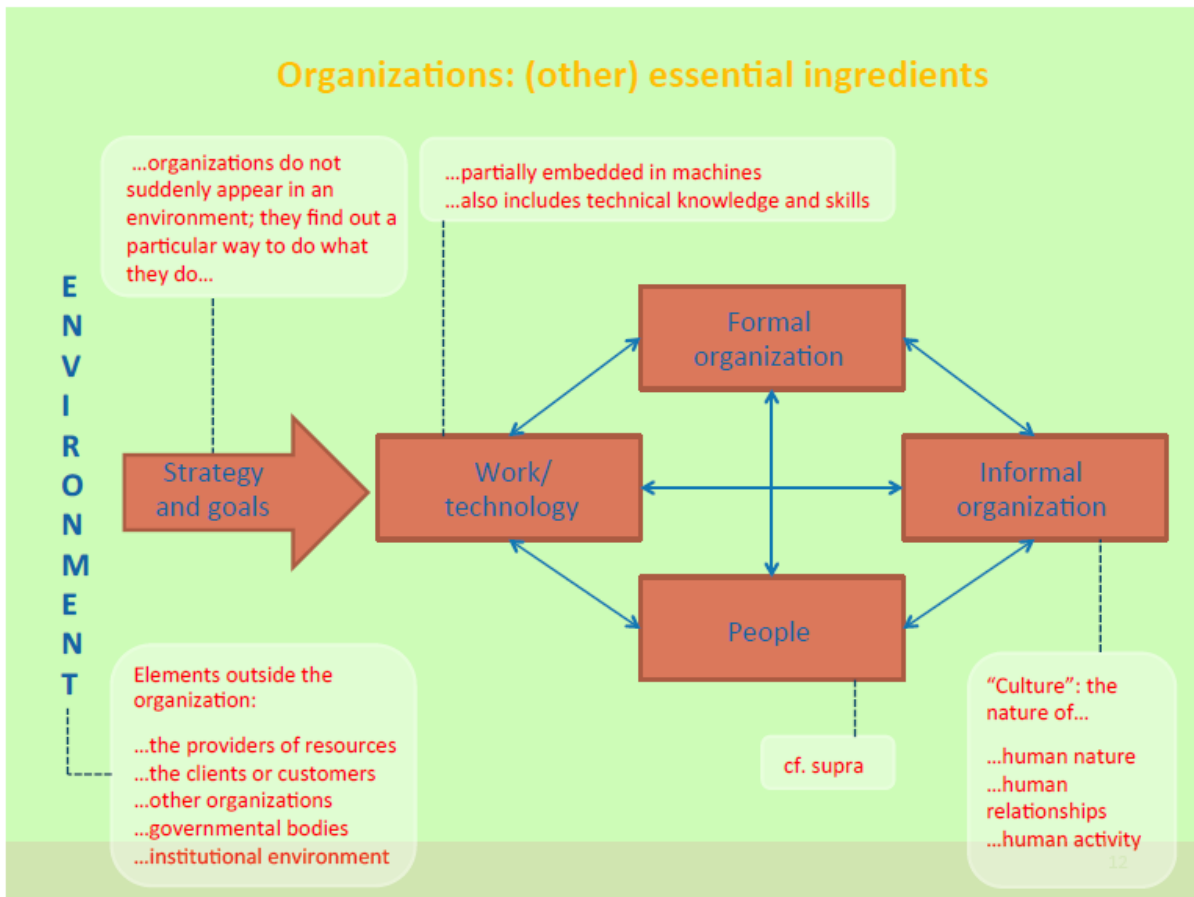 Organizations: (other) essential ingredients
...organizations do not
suddenly appear in an
environment; they find out a
particular way to do what
they do...
...partially embedded in machines
...also includes technical knowledge and skills
ENVIRONMENT
Strategy
and goals
Work/
technology
Formal
organization
Informal
organization
People
Elements outside the
organization:
...the providers of resources
...the clients or customers
...other organizations
...governmental bodies
...institutional environment
cf. supra
“Culture”: the
nature of...
...human nature
...human
relationships
...human activity
12